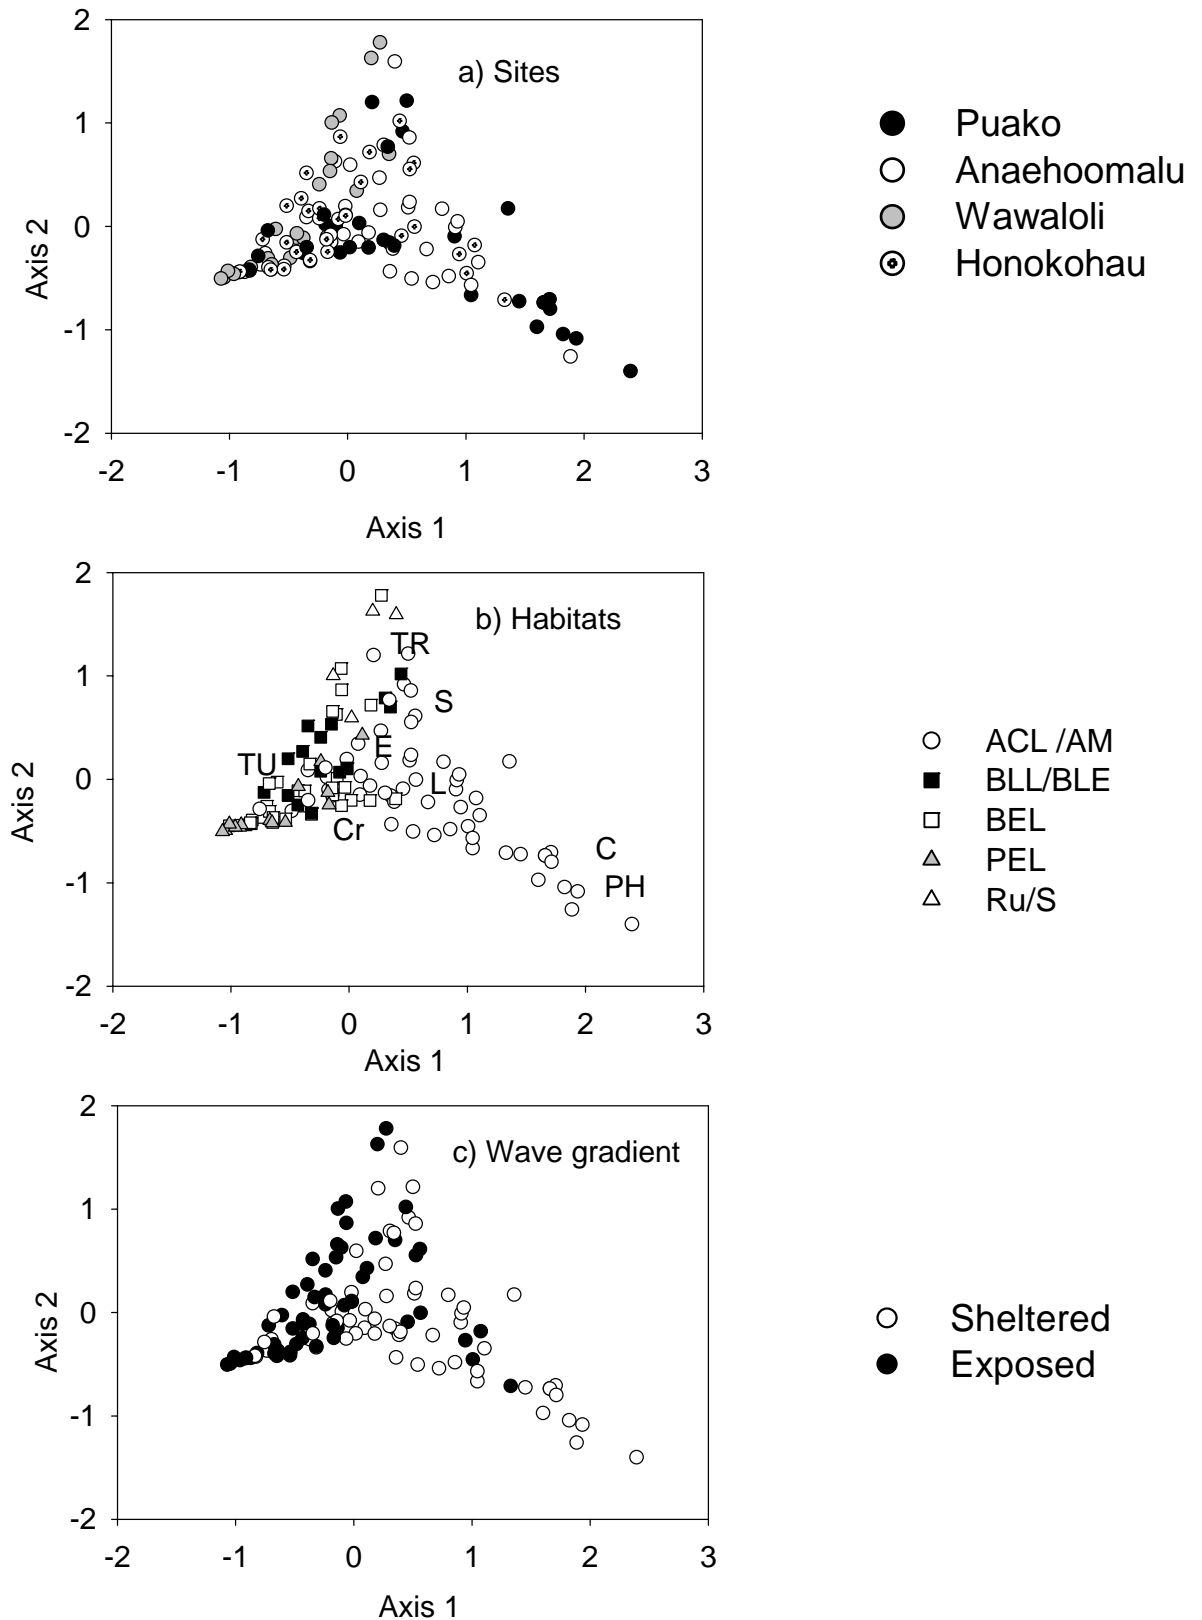 2
a) Sites
1
0
-1
-2
Axis 2
-2 -1 0 1 2 3
Axis 1
Puako
Anaehoomalu
Wawaloli
Honokohau
2
b) Habitats
TR
1
S
E
TU
L
0
Cr
C
-1
PH
-2
Axis 2
-2 -1 0 1 2 3
Axis 1
ACL /AM
BLL/BLE
BEL
PEL
Ru/S
2
c) Wave gradient
1
0
-1
-2
Axis 2
-2 -1 0 1 2 3
Axis 1
Sheltered
Exposed